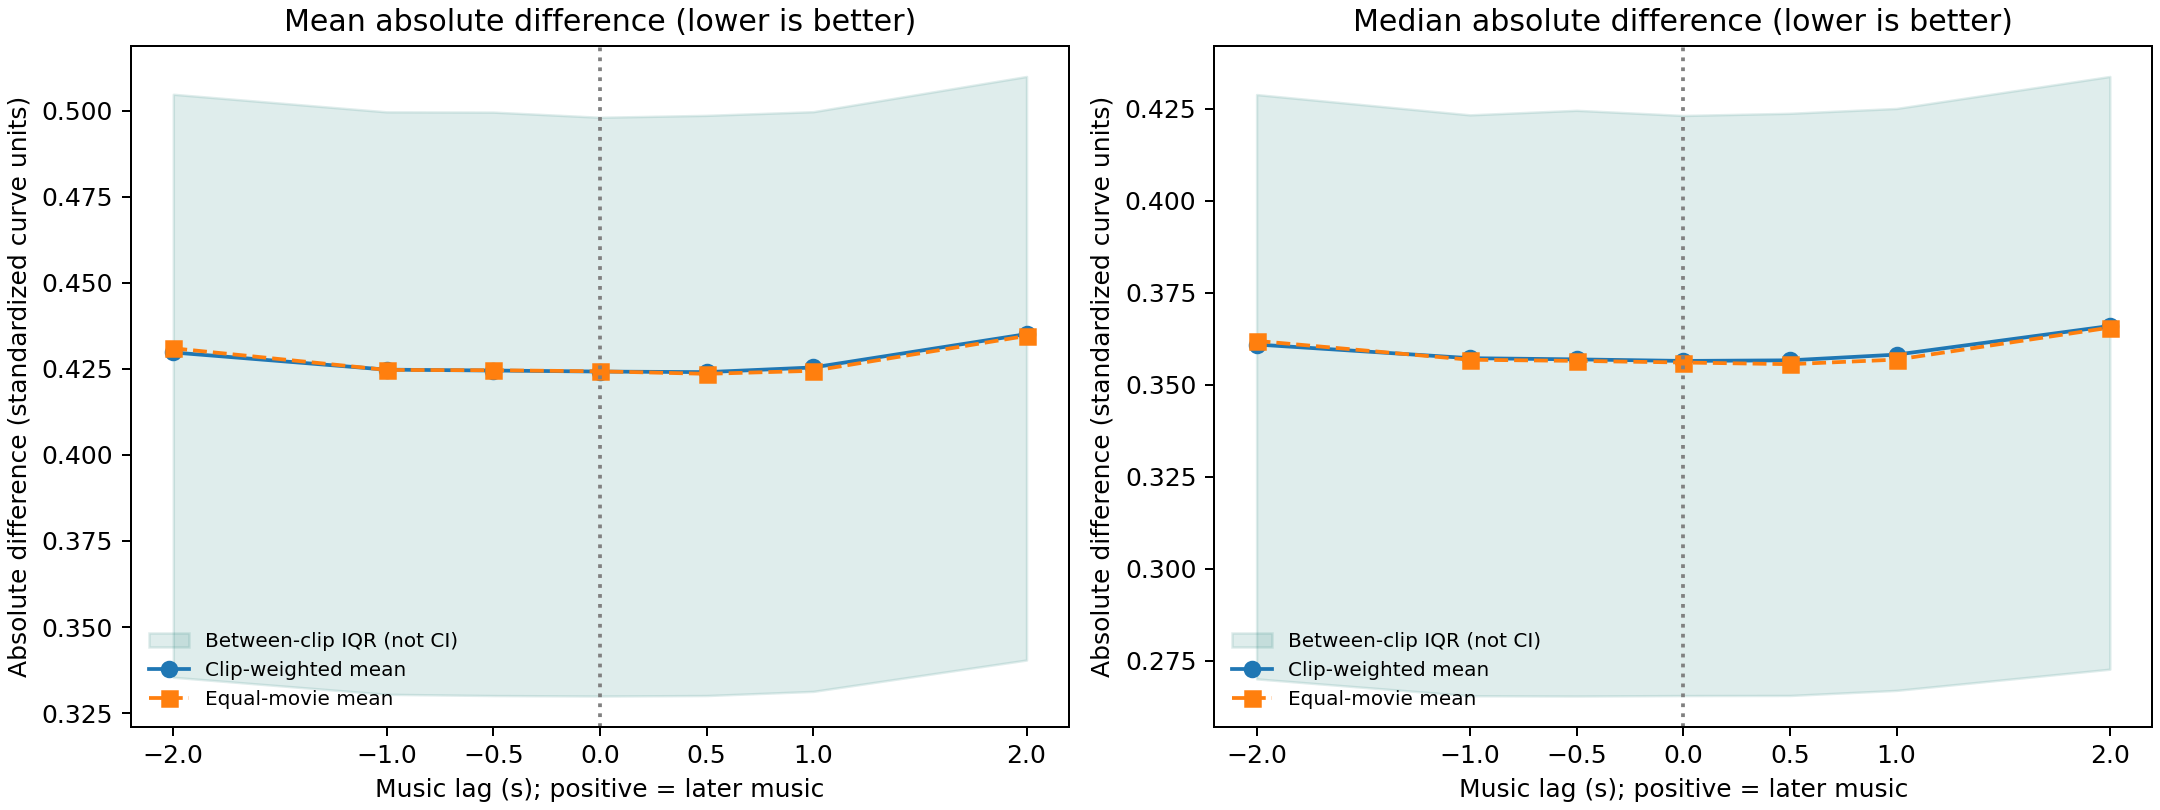 Mean absolute difference (lower is better)
Absolute difference (standardized curve units)
0.500
0.475
0.450
0.425
0.400
0.375
0.350
0.325
Between-clip IQR (not CI)
Clip-weighted mean
Equal-movie mean
−2.0 −1.0 −0.5 0.0 0.5 1.0 2.0
Music lag (s); positive = later music
Median absolute difference (lower is better)
Absolute difference (standardized curve units)
0.425
0.400
0.375
0.350
0.325
0.300
0.275
Between-clip IQR (not CI)
Clip-weighted mean
Equal-movie mean
−2.0 −1.0 −0.5 0.0 0.5 1.0 2.0
Music lag (s); positive = later music